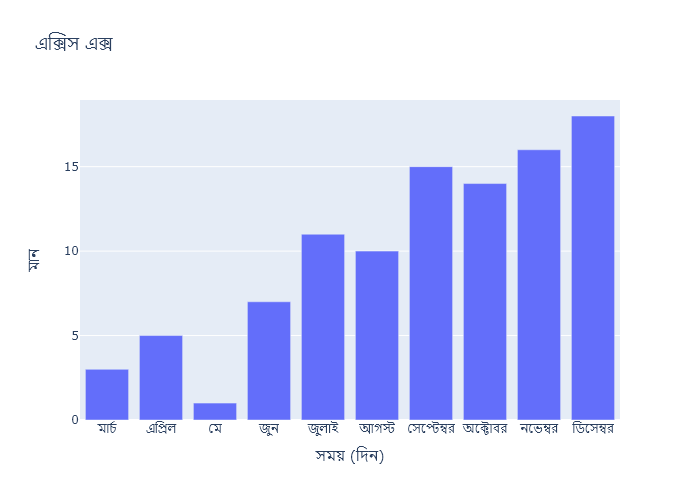 এক্সিস এক্স
মান
15
10
5
0
মার্চ এপ্রিল মে জুন জুলাই আগস্ট সেপ্টেম্বর অক্টোবর নভেম্বর ডিসেম্বর
সময় (দিন)